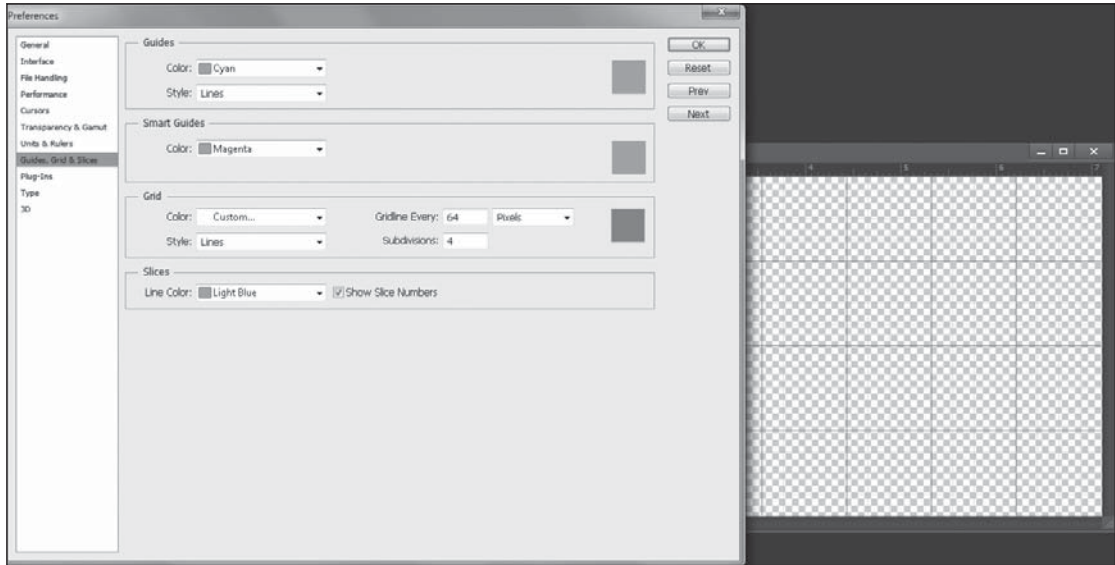 Preferences
General
Interface
File Handling
Performance
Cursors
Transparency & Gamut
Units & Rulers
Guides, Grid & Slices
Plug-Ins
Type
3D
Guides
Color: Cyan
Style: Lines
Smart Guides
Color: Magenta
Grid
Color: Custom...
Gridline Every: 64 Pixels
Style: Lines
Subdivisions: 4
Slices
Line Color: Light Blue
Show Slice Numbers
OK
Reset
Prev
Next
4 5 6 7